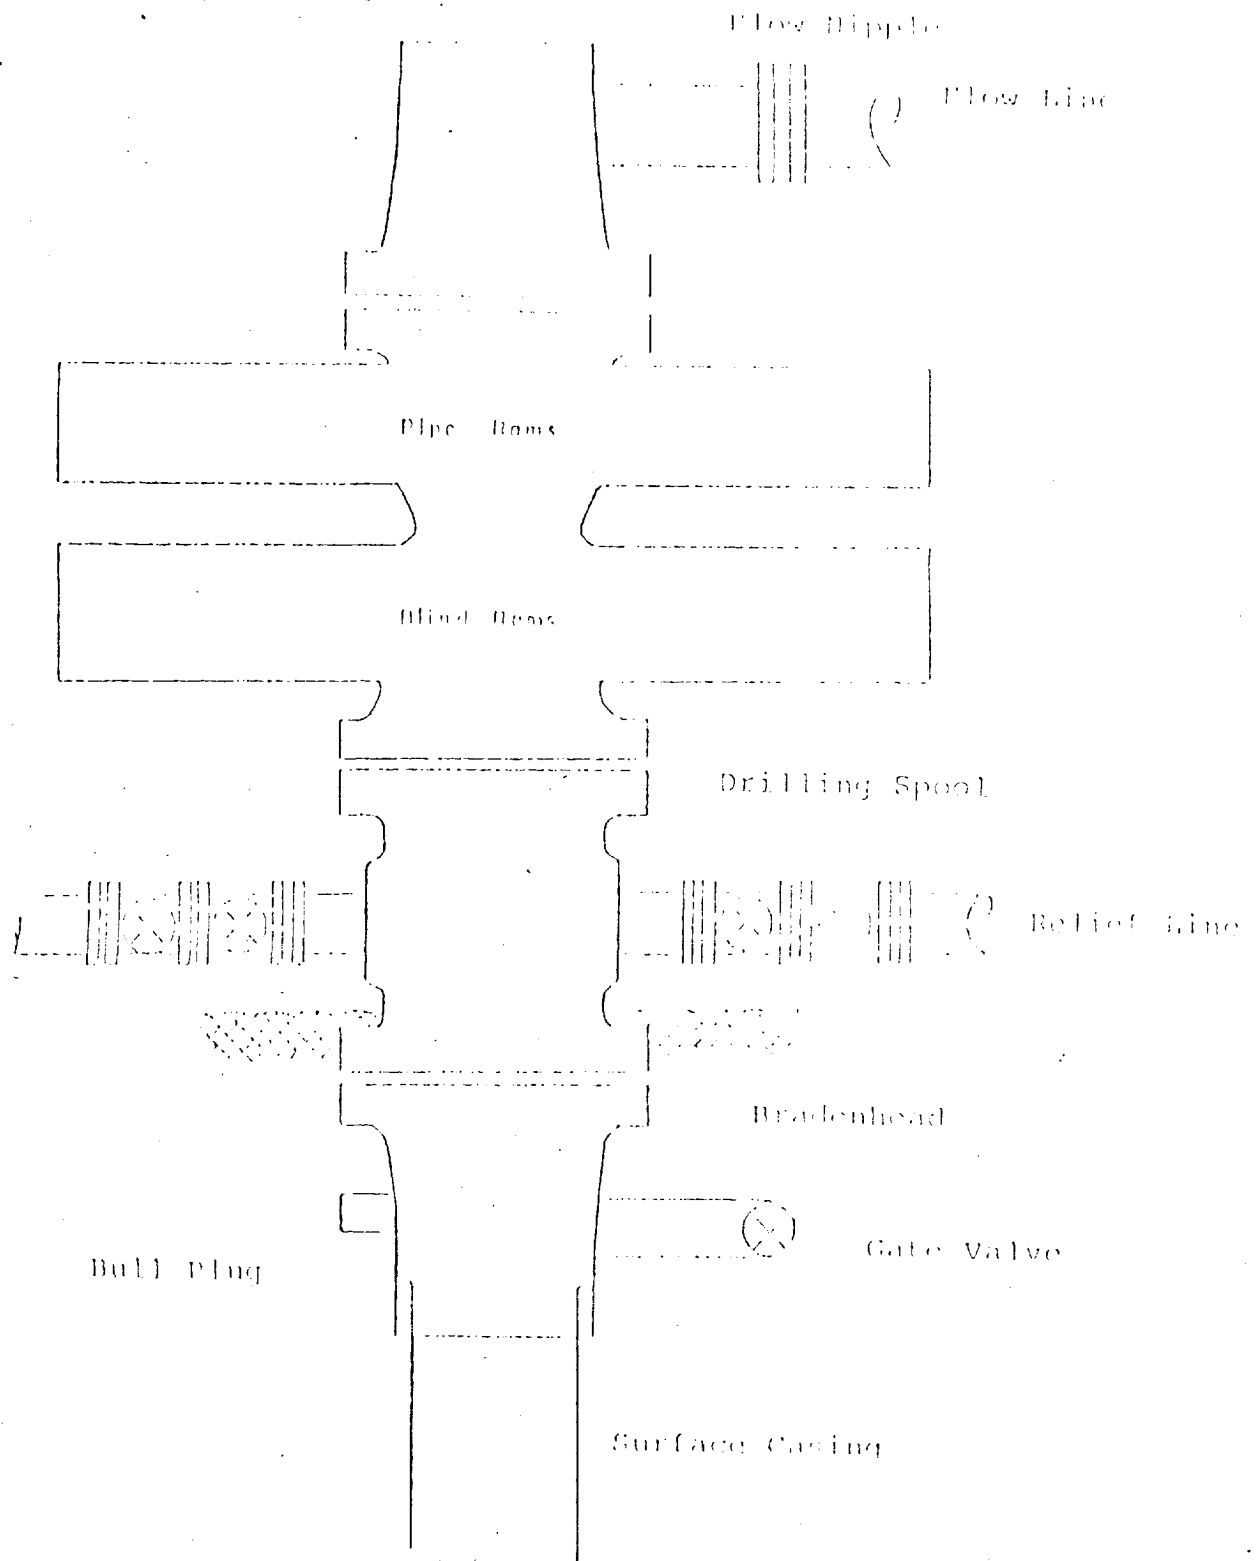 Flow Nipple
Flow Line
Pipe Rams
Blind Rams
Drilling Spool
Relief Line
Bradenhead
Gate Valve
Bull Plug
Surface Casing